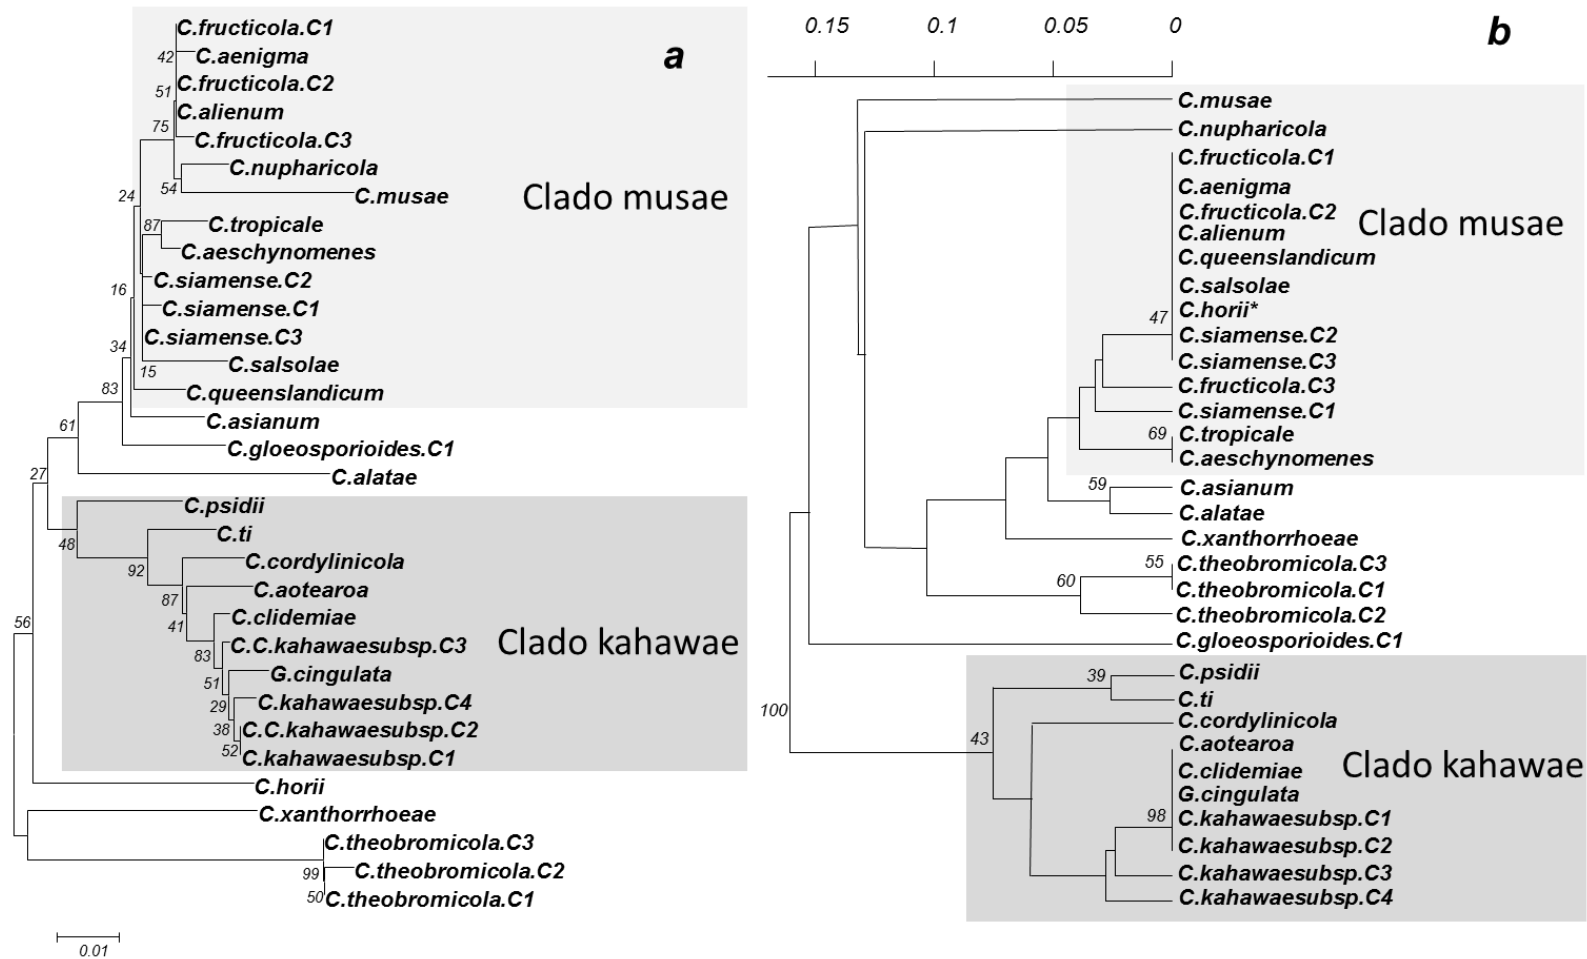 a
C.fructicola.C1
42
C.aenigma
C.fructicola.C2
51
C.alienum
75
C.fructicola.C3
C.nupharicola
54
C.musae
24
Clado musae
87
C.tropicale
C.aeschynomenes
C.siamense.C2
16
C.siamense.C1
C.siamense.C3
34
C.salsolae
15
C.queenslandicum
83
C.asianum
61
C.gloeosporioides.C1
C.alatae
27
C.psidii
C.ti
48
C.cordylinicola
92
C.aotearoa
87
C.clidemiae
56
41
C.C.kahawaesubsp.C3
Clado kahawae
83
G.cingulata
51
C.kahawaesubsp.C4
29
C.C.kahawaesubsp.C2
38
52
C.kahawaesubsp.C1
C.horii
C.xanthorrhoeae
C.theobromicola.C3
99
C.theobromicola.C2
50
C.theobromicola.C1
0.01
b
0.15 0.1 0.05 0
C.musae
C.nupharicola
C.fructicola.C1
C.aenigma
C.fructicola.C2
Clado musae
C.alienum
C.queenslandicum
C.salsolae
C.horii*
47
C.siamense.C2
C.siamense.C3
C.fructicola.C3
C.siamense.C1
69
C.tropicale
C.aeschynomenes
59
C.asianum
C.alatae
C.xanthorrhoeae
55
C.theobromicola.C3
60
C.theobromicola.C1
C.theobromicola.C2
C.gloeosporioides.C1
39
C.psidii
C.ti
100
C.cordylinicola
43
C.aotearoa
Clado kahawae
C.clidemiae
G.cingulata
98
C.kahawaesubsp.C1
C.kahawaesubsp.C2
C.kahawaesubsp.C3
C.kahawaesubsp.C4